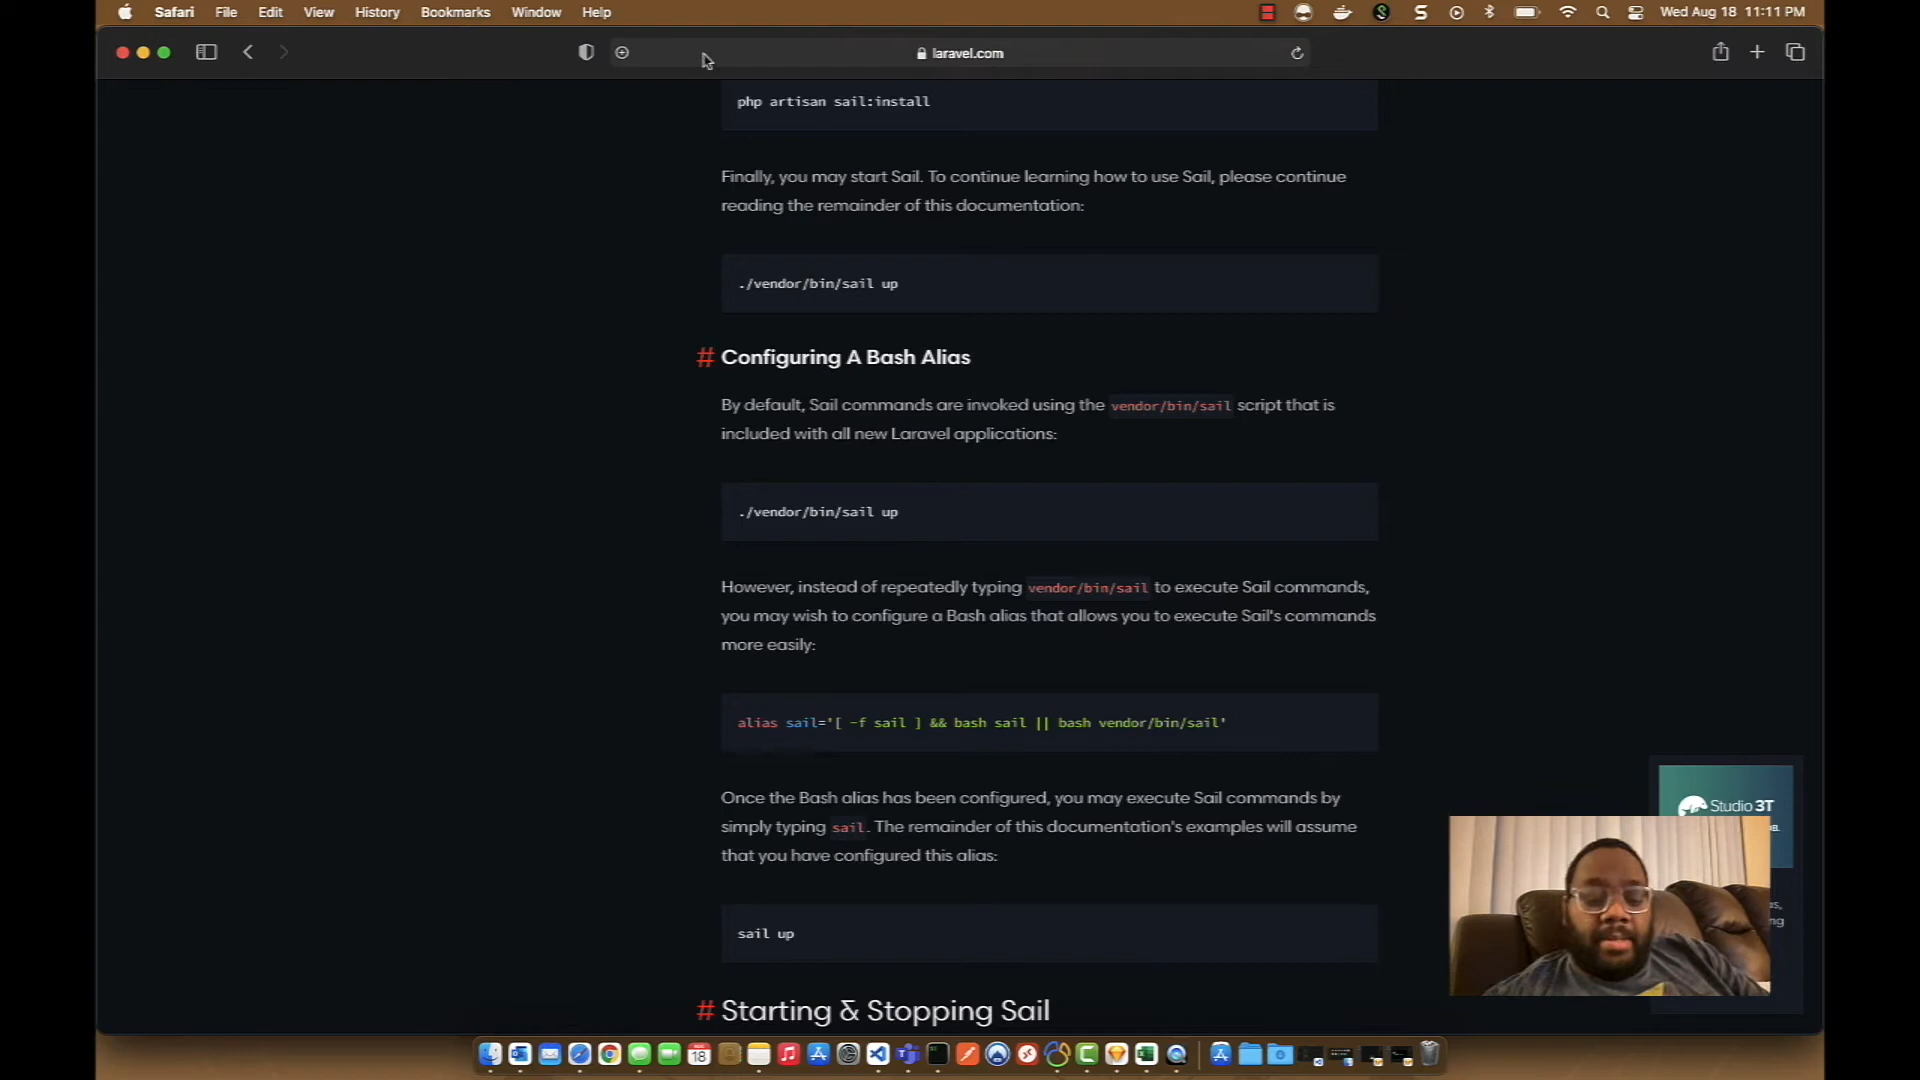 Safari File Edit View History Bookmarks Window Help Wed Aug 18 11:11 PM
laravel.com
php artisan sail:install
Finally, you may start Sail. To continue learning how to use Sail, please continue
reading the remainder of this documentation:
./vendor/bin/sail up
# Configuring A Bash Alias
By default, Sail commands are invoked using the vendor/bin/sail script that is
included with all new Laravel applications:
./vendor/bin/sail up
However, instead of repeatedly typing vendor/bin/sail to execute Sail commands,
you may wish to configure a Bash alias that allows you to execute Sail's commands
more easily:
alias sail='[ -f sail ] && bash sail || bash vendor/bin/sail'
Once the Bash alias has been configured, you may execute Sail commands by
simply typing sail. The remainder of this documentation's examples will assume
that you have configured this alias:
sail up
# Starting & Stopping Sail
Studio 3T
18